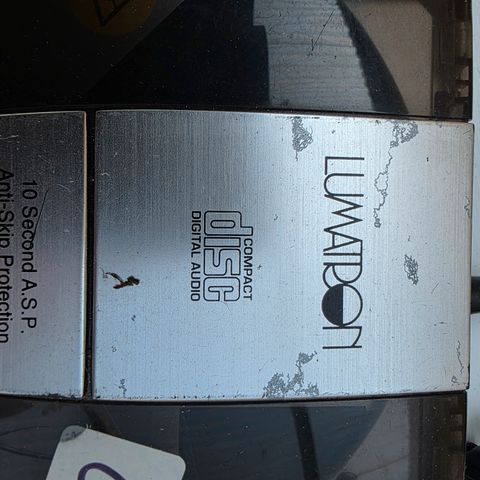 LUMATRON
COMPACT
disc
DIGITAL AUDIO
10 Second A.S.P.
Anti-Skip Protection